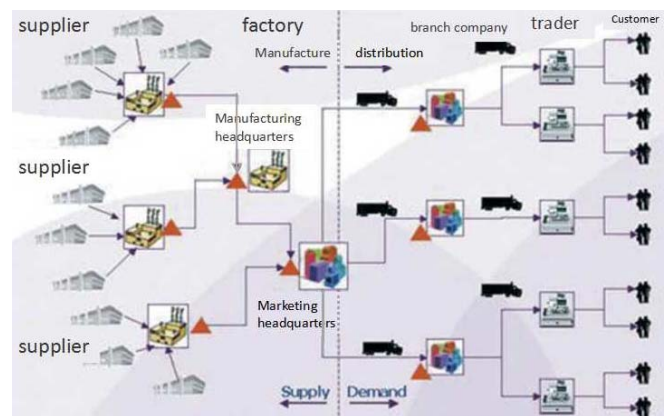 supplier
factory
branch company
trader
Customer
Manufacture
distribution
Manufacturing
headquarters
supplier
Marketing
headquarters
supplier
Supply
Demand